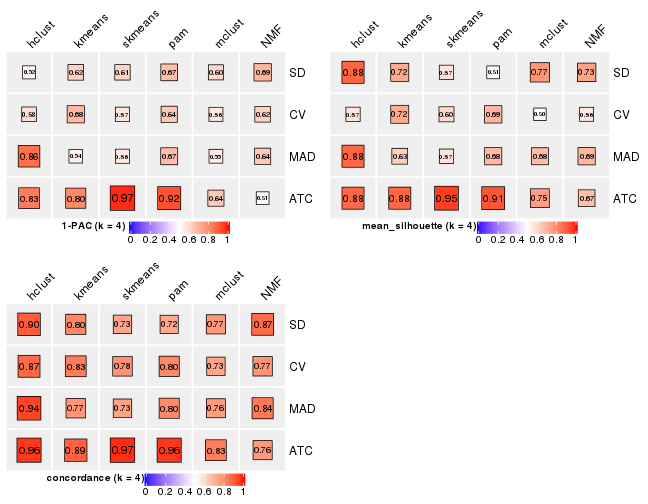 hclust kmeans skmeans pam mclust NMF
0.52 0.62 0.61 0.67 0.60 0.69 SD
0.58 0.68 0.57 0.64 0.56 0.62 CV
0.86 0.54 0.56 0.67 0.55 0.64 MAD
0.83 0.80 0.97 0.92 0.64 0.51 ATC
1-PAC (k = 4) 0 0.2 0.4 0.6 0.8 1
hclust kmeans skmeans pam mclust NMF
0.88 0.72 0.57 0.51 0.77 0.73 SD
0.57 0.72 0.60 0.69 0.50 0.56 CV
0.88 0.63 0.57 0.68 0.68 0.69 MAD
0.88 0.88 0.95 0.91 0.75 0.67 ATC
mean_silhouette (k = 4) 0 0.2 0.4 0.6 0.8 1
hclust kmeans skmeans pam mclust NMF
0.90 0.80 0.73 0.72 0.77 0.87 SD
0.87 0.83 0.78 0.80 0.73 0.77 CV
0.94 0.77 0.73 0.80 0.76 0.84 MAD
0.96 0.89 0.97 0.96 0.83 0.76 ATC
concordance (k = 4) 0 0.2 0.4 0.6 0.8 1